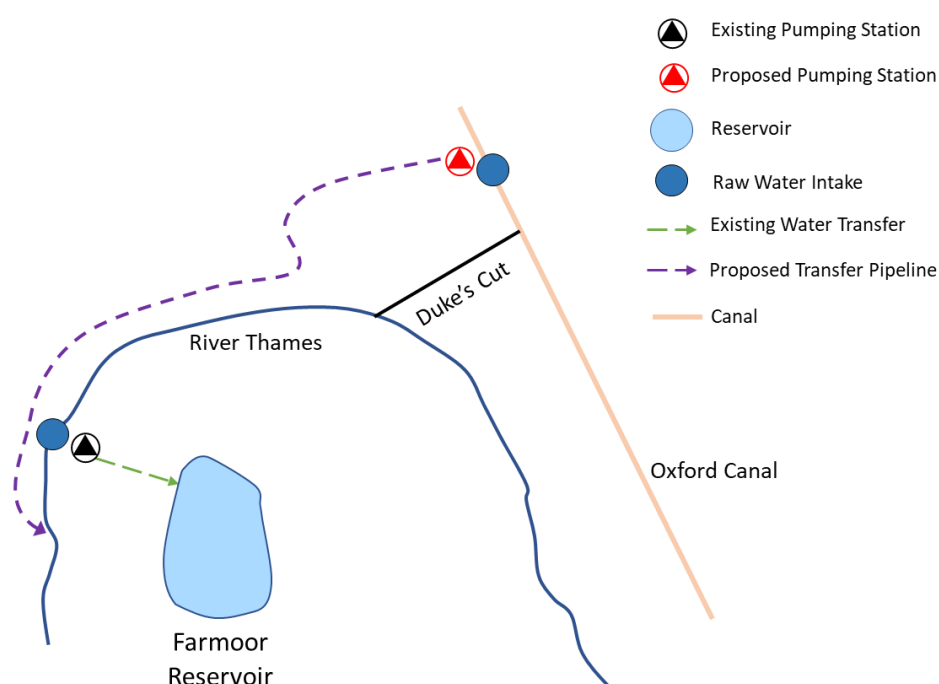 Existing Pumping Station
Proposed Pumping Station
Reservoir
Raw Water Intake
Existing Water Transfer
Proposed Transfer Pipeline
Canal
Duke's Cut
River Thames
Oxford Canal
Farmoor
Reservoir